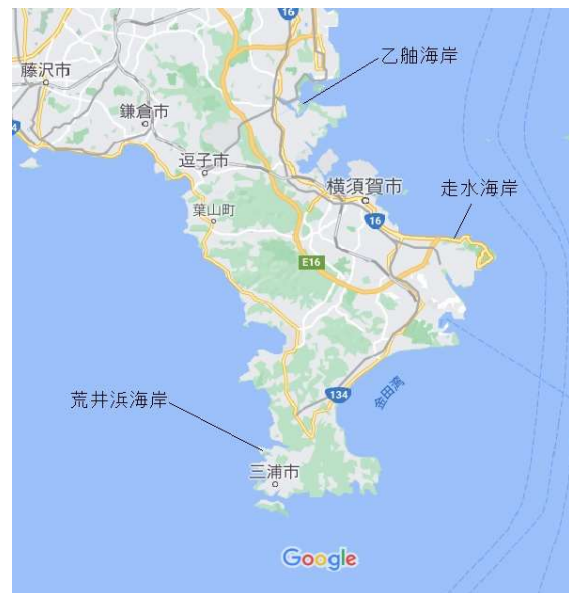 16
乙舳海岸
藤沢市
鎌倉市
逗子市
横須賀市
走水海岸
葉山町
16
E16
134
金田湾
荒井浜海岸
三浦市
Google